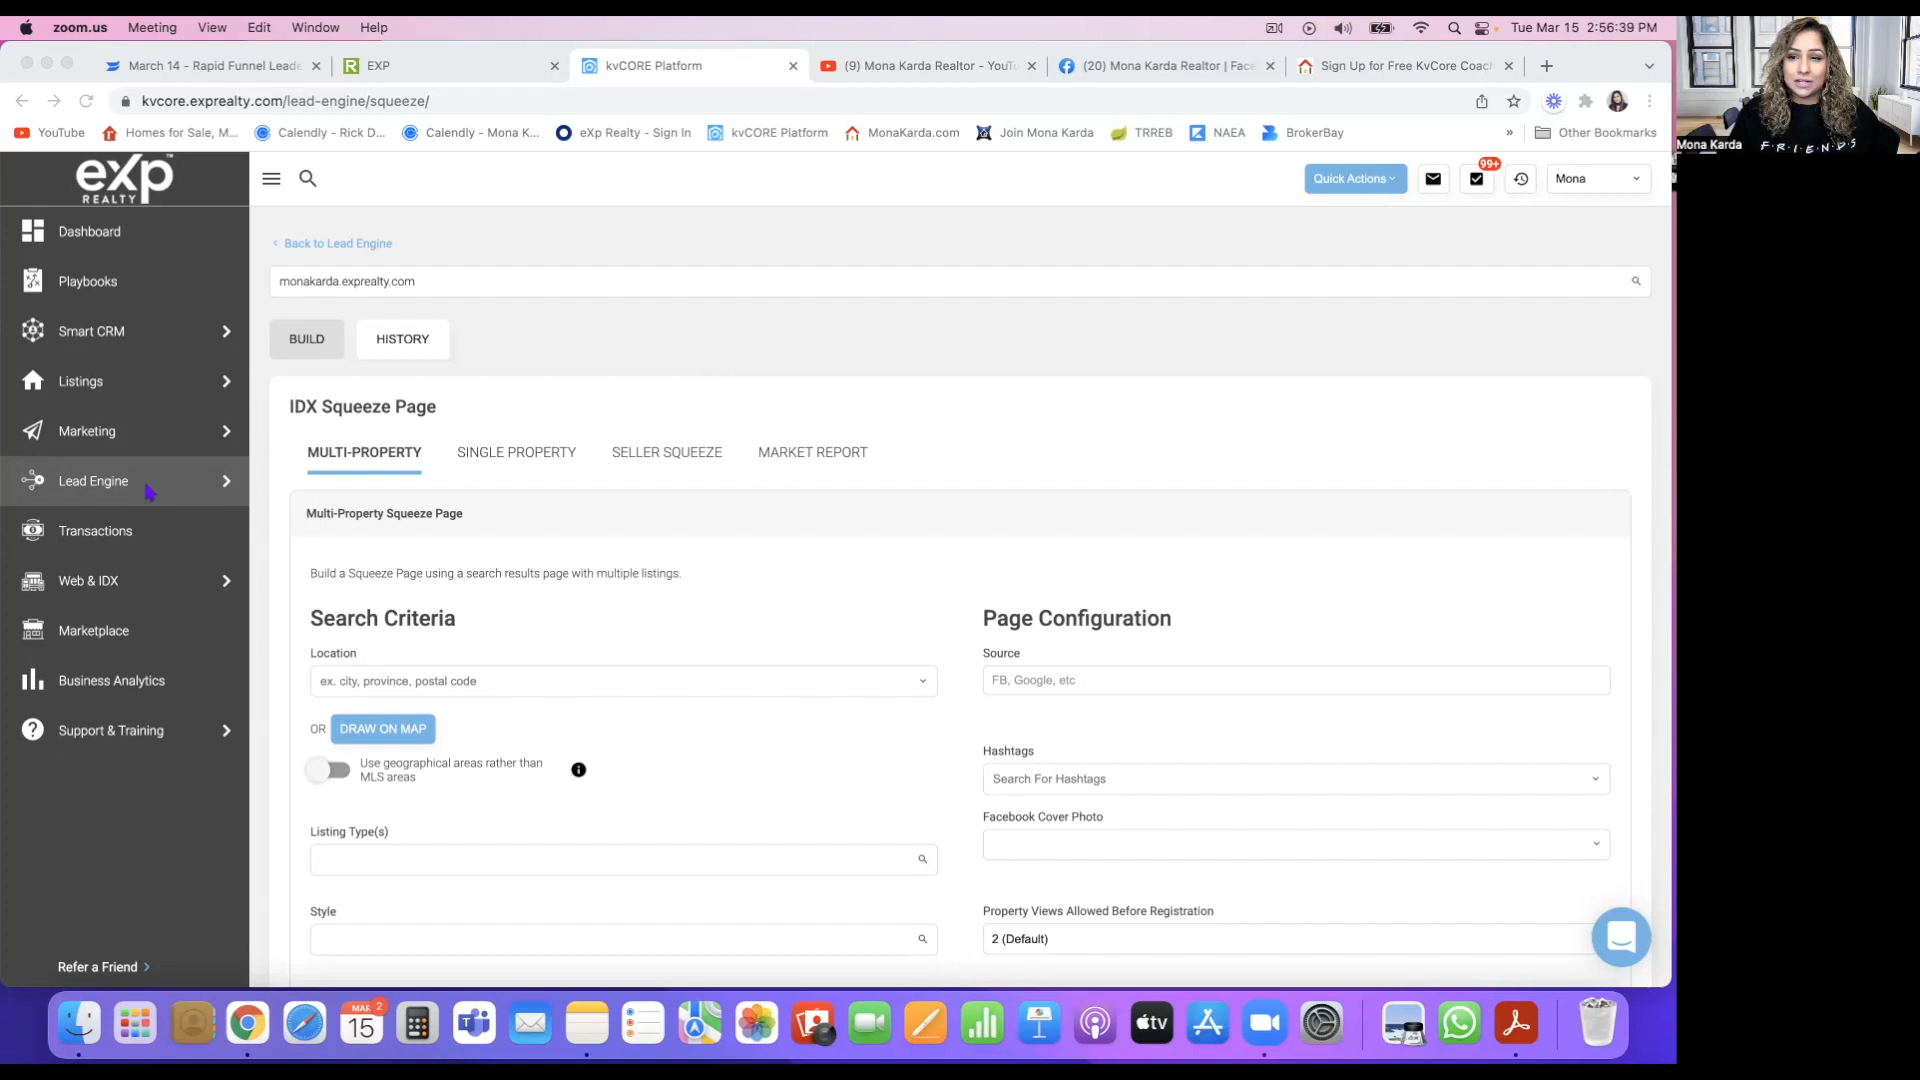 zoom.us Meeting View Edit Window Help
Tue Mar 15 2:56:39 PM
March 14 - Rapid Funnel Leade
EXP
kvCORE Platform
(9) Mona Karda Realtor - YouTu
(20) Mona Karda Realtor | Face
Sign Up for Free KvCore Coach
kvcore.exprealty.com/lead-engine/squeeze/
YouTube
Homes for Sale, M...
Calendly - Rick D...
Calendly - Mona K...
eXp Realty - Sign In
kvCORE Platform
MonaKarda.com
Join Mona Karda
TRREB
NAEA
BrokerBay
»
Other Bookmarks
Mona Karda
F·R·I·E·N·D·S
eXp
REALTY
Quick Actions
99+
Mona
Dashboard
Playbooks
Smart CRM
Listings
Marketing
Lead Engine
Transactions
Web & IDX
Marketplace
Business Analytics
Support & Training
Refer a Friend
Back to Lead Engine
monakarda.exprealty.com
BUILD
HISTORY
IDX Squeeze Page
MULTI-PROPERTY
SINGLE PROPERTY
SELLER SQUEEZE
MARKET REPORT
Multi-Property Squeeze Page
Build a Squeeze Page using a search results page with multiple listings.
Search Criteria
Location
ex. city, province, postal code
OR
DRAW ON MAP
Use geographical areas rather than
MLS areas
Listing Type(s)
Style
Page Configuration
Source
FB, Google, etc
Hashtags
Search For Hashtags
Facebook Cover Photo
Property Views Allowed Before Registration
2 (Default)
MAR
2
15
tv